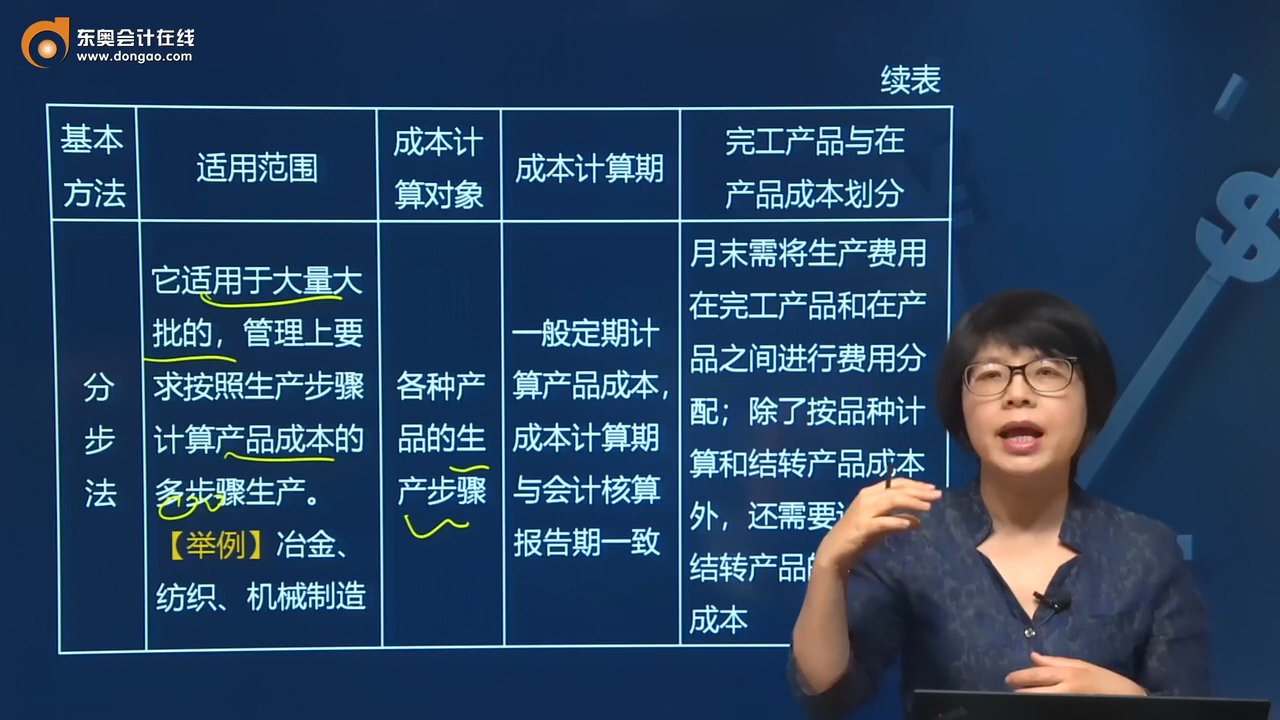 东奥会计在线
www.dongao.com
续表
基本
方法
适用范围
成本计
算对象
成本计算期
完工产品与在
产品成本划分
分
步
法
它适用于大量大
批的，管理上要
求按照生产步骤
计算产品成本的
多步骤生产。
【举例】冶金、
纺织、机械制造
各种产
品的生
产步骤
一般定期计
算产品成本，
成本计算期
与会计核算
报告期一致
月末需将生产费用
在完工产品和在产
品之间进行费用分
配；除了按品种计
算和结转产品成本
外，还需要
结转产品
成本